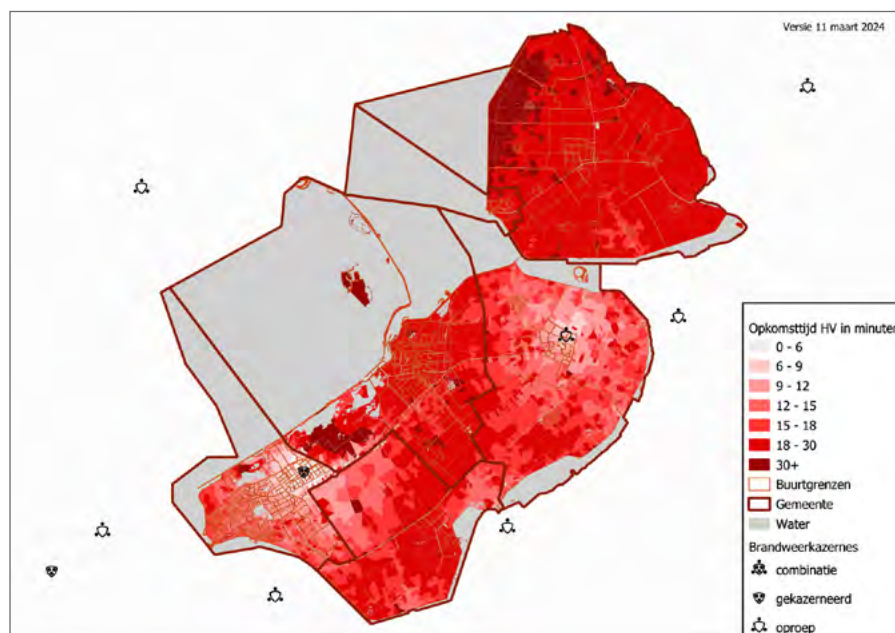 Versie 11 maart 2024
Opkomsttijd HV in minuten
0 - 6
6 - 9
9 - 12
12 - 15
15 - 18
18 - 30
30+
Buurtgrenzen
Gemeente
Water
Brandweerkazernes
combinatie
gekazerneerd
oproep